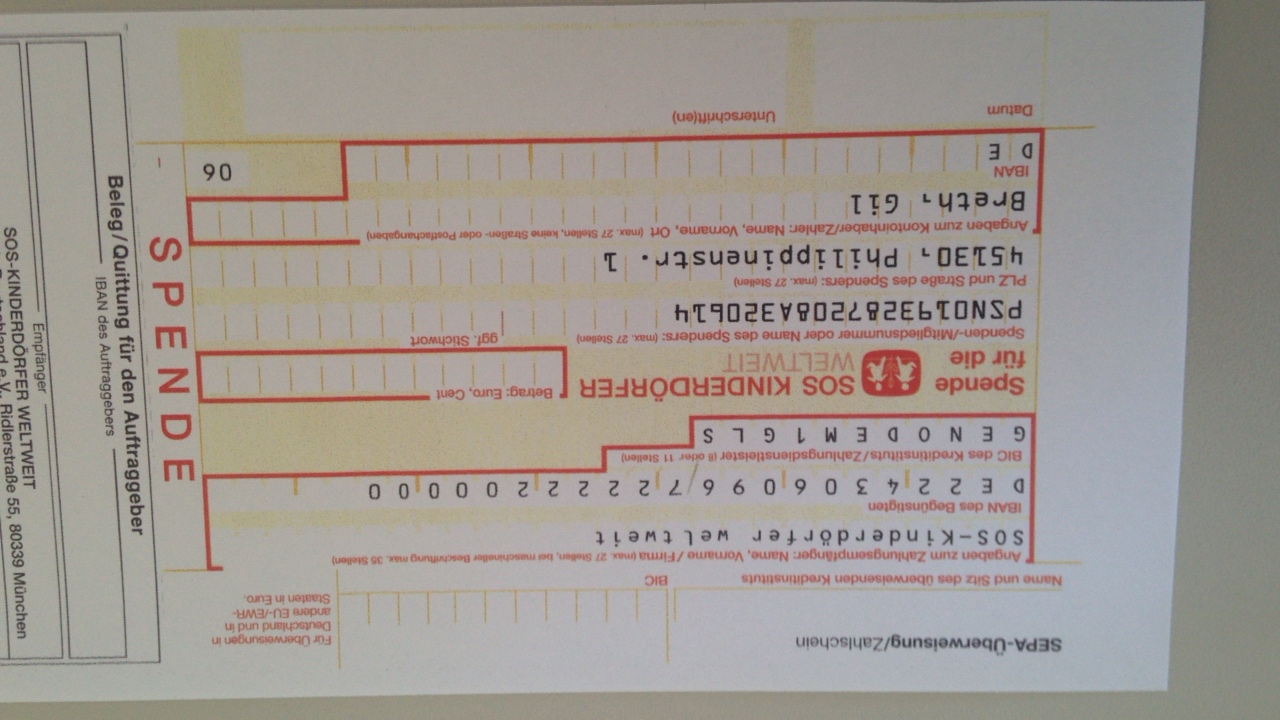 SEPA-Überweisung/Zahlschein
Für Überweisungen in
Deutschland und in
andere EU-/EWR-
Staaten in Euro.
Name und Sitz des überweisenden Kreditinstituts
BIC
Angaben zum Zahlungsempfänger: Name, Vorname / Firma (max. 27 Stellen, bei maschineller Beschriftung max. 35 Stellen)
SOS-Kinderdörfer weltweit
IBAN des Begünstigten
DE22430609677222200000
BIC des Kreditinstituts/Zahlungsdienstleister (8 oder 11 Stellen)
GENODEM1GLS
Spende
für die
SOS KINDERDÖRFER
WELTWEIT
Betrag: Euro, Cent
Spenden-/Mitgliedsnummer oder Name des Spenders: (max. 27 Stellen)
ggf. Stichwort
PSN0193287208A320614
PLZ und Straße des Spenders: (max. 27 Stellen)
45130, Philippinenstr. 1
Angaben zum Kontoinhaber/Zahler: Name, Vorname, Ort (max. 27 Stellen, keine Straßen- oder Postfachangaben)
Breth, Gil
IBAN
DE
06
Datum
Unterschrift(en)
SPENDE
Beleg/Quittung für den Auftraggeber
IBAN des Auftraggebers
Empfänger
SOS-KINDERDÖRFER WELTWEIT
e.V., Ridlerstraße 55, 80339 München